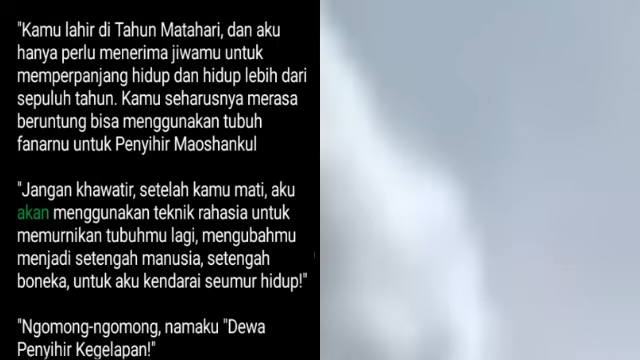 "Kamu lahir di Tahun Matahari, dan aku
hanya perlu menerima jiwamu untuk
memperpanjang hidup dan hidup lebih dari
sepuluh tahun. Kamu seharusnya merasa
beruntung bisa menggunakan tubuh
fanarnu untuk Penyihir Maoshankul
"Jangan khawatir, setelah kamu mati, aku
akan menggunakan teknik rahasia untuk
memurnikan tubuhmu lagi, mengubahmu
menjadi setengah manusia, setengah
boneka, untuk aku kendarai seumur hidup!"
"Ngomong-ngomong, namaku "Dewa
Penyihir Kegelapan!"